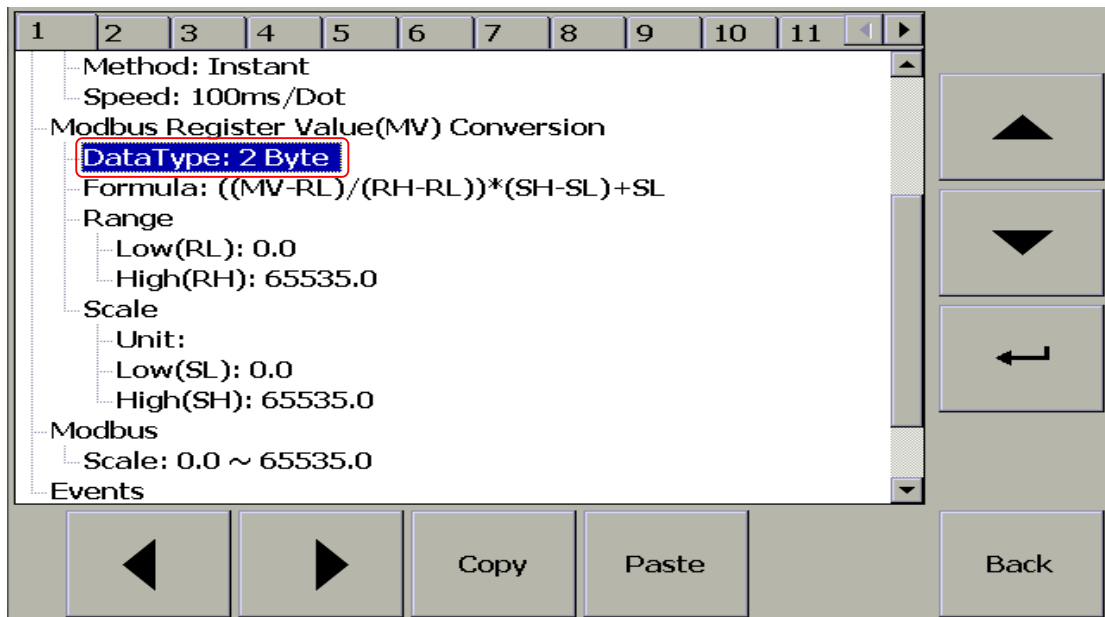 1 2 3 4 5 6 7 8 9 10 11
Method: Instant
Speed: 100ms/Dot
Modbus Register Value(MV) Conversion
DataType: 2 Byte
Formula: ((MV-RL)/(RH-RL))*(SH-SL)+SL
Range
Low(RL): 0.0
High(RH): 65535.0
Scale
Unit:
Low(SL): 0.0
High(SH): 65535.0
Modbus
Scale: 0.0 ~ 65535.0
Events
Copy Paste Back